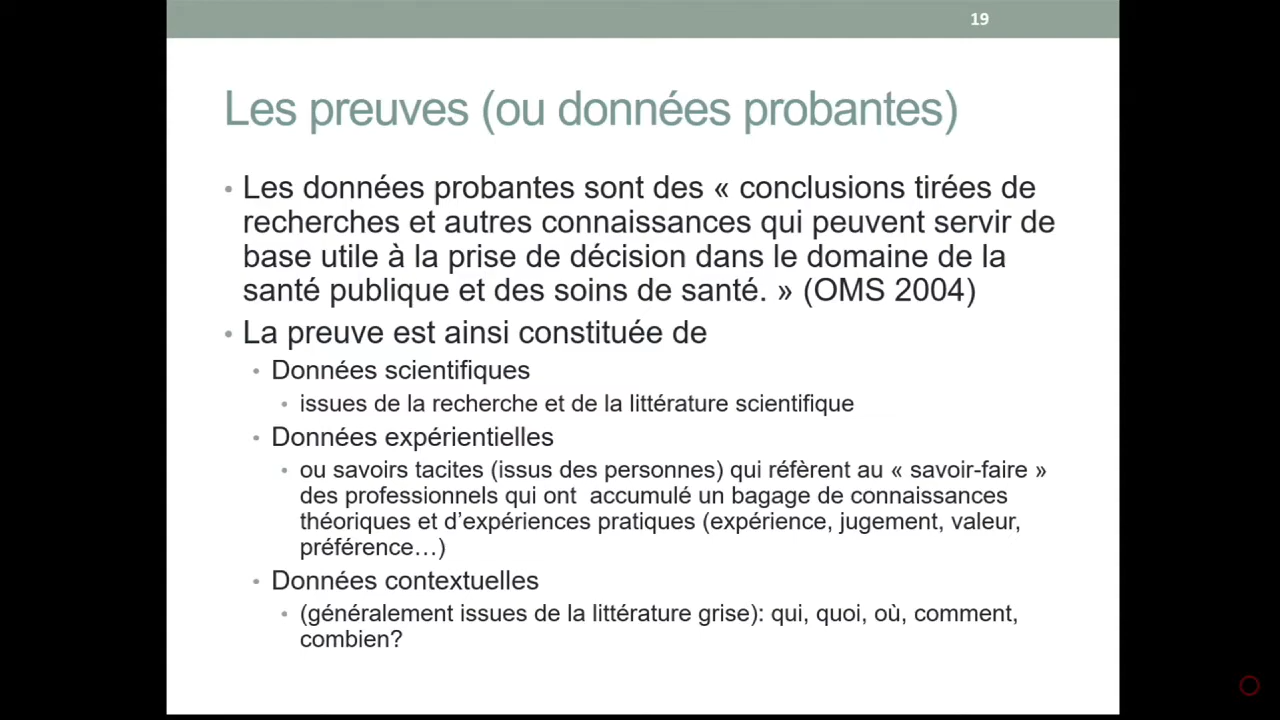 19
Les preuves (ou données probantes)
• Les données probantes sont des « conclusions tirées de
recherches et autres connaissances qui peuvent servir de
base utile à la prise de décision dans le domaine de la
santé publique et des soins de santé. » (OMS 2004)
• La preuve est ainsi constituée de
• Données scientifiques
• issues de la recherche et de la littérature scientifique
• Données expérientielles
• ou savoirs tacites (issus des personnes) qui réfèrent au « savoir-faire »
des professionnels qui ont  accumulé un bagage de connaissances
théoriques et d’expériences pratiques (expérience, jugement, valeur,
préférence…)
• Données contextuelles
• (généralement issues de la littérature grise): qui, quoi, où, comment,
combien?